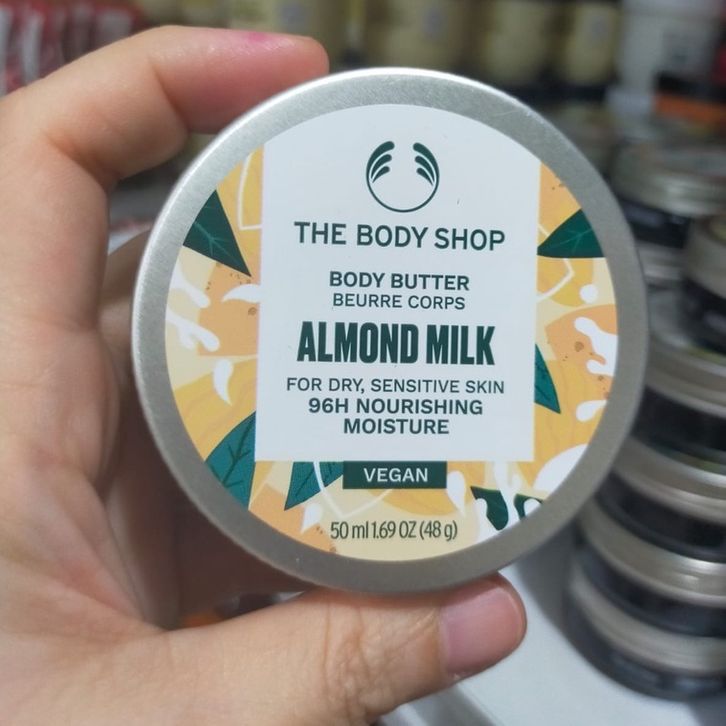 THE BODY SHOP
BODY BUTTER
BEURRE CORPS
ALMOND MILK
FOR DRY, SENSITIVE SKIN
96H NOURISHING
MOISTURE
VEGAN
50 ml 1.69 OZ (48 g)